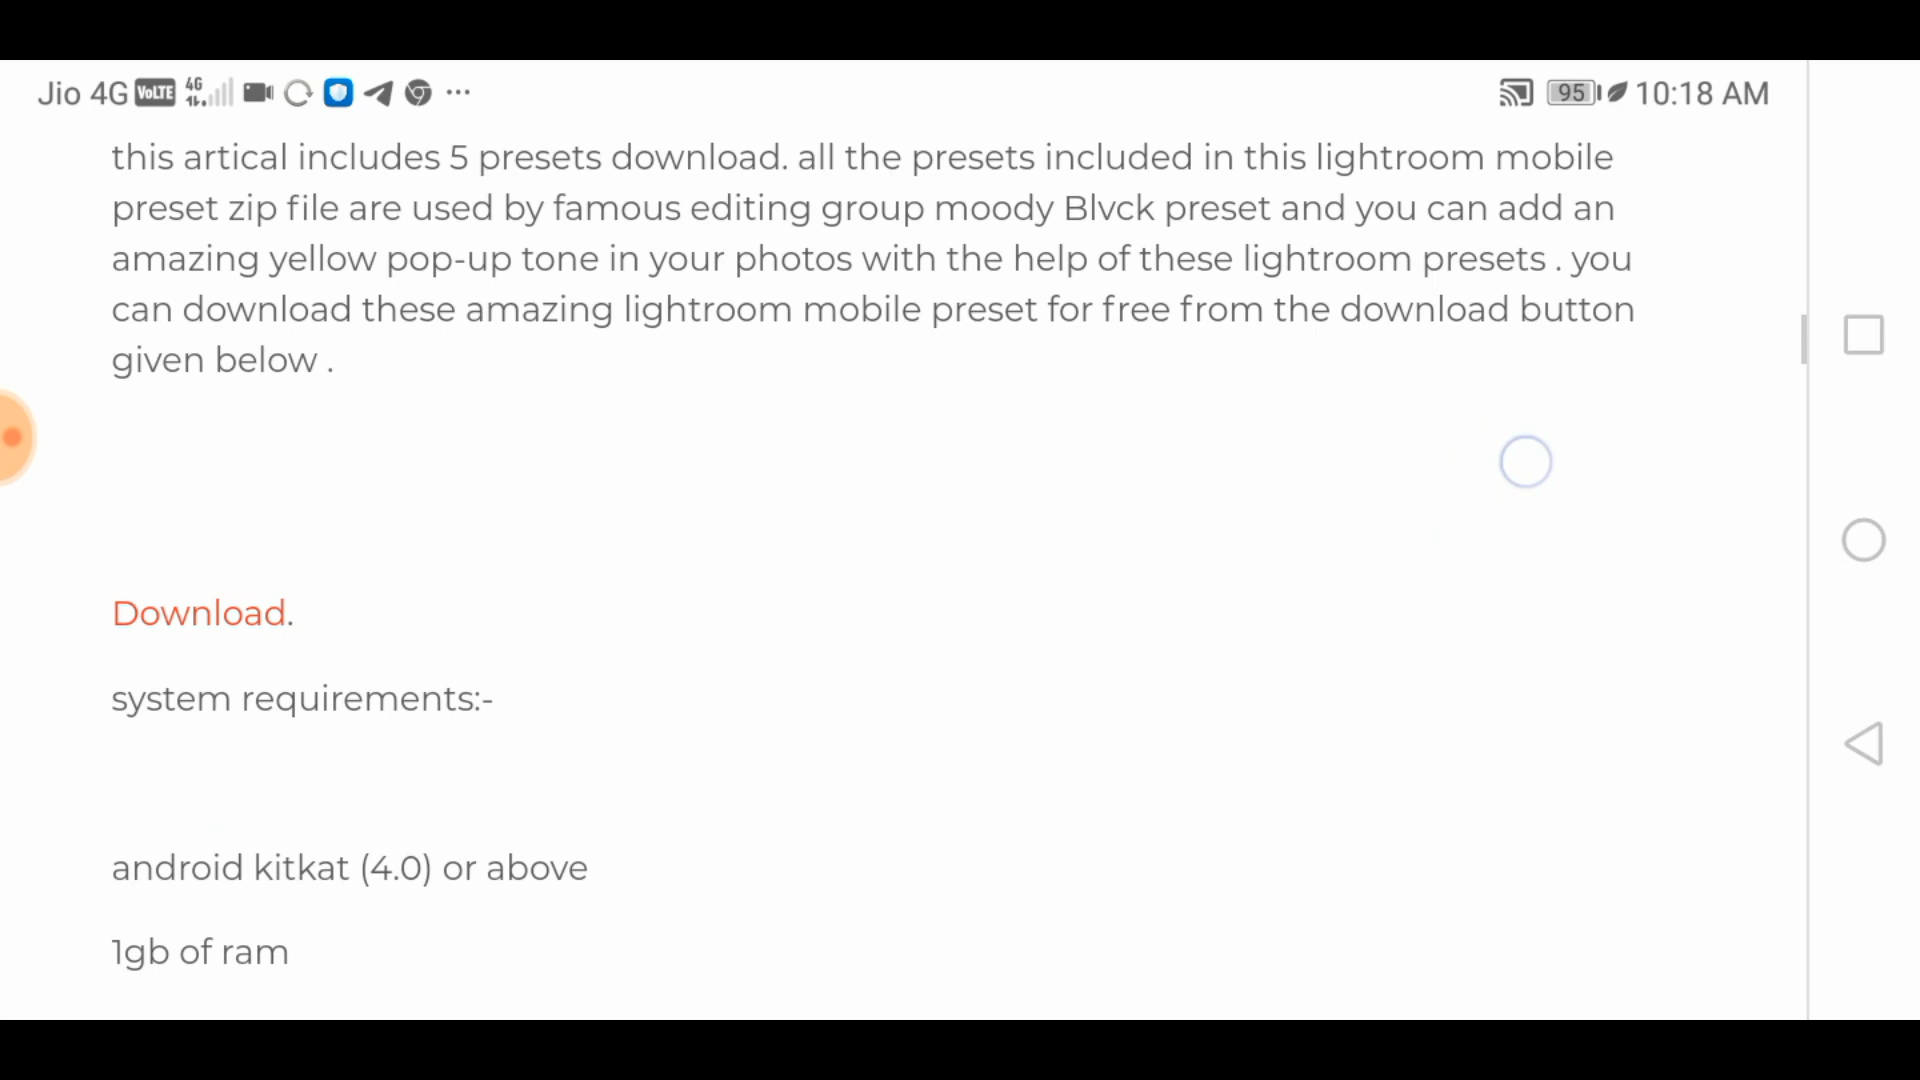 Jio 4G VoLTE 4G 95 10:18 AM
this artical includes 5 presets download. all the presets included in this lightroom mobile
preset zip file are used by famous editing group moody Blvck preset and you can add an
amazing yellow pop-up tone in your photos with the help of these lightroom presets . you
can download these amazing lightroom mobile preset for free from the download button
given below .
Download.
system requirements:-
android kitkat (4.0) or above
1gb of ram